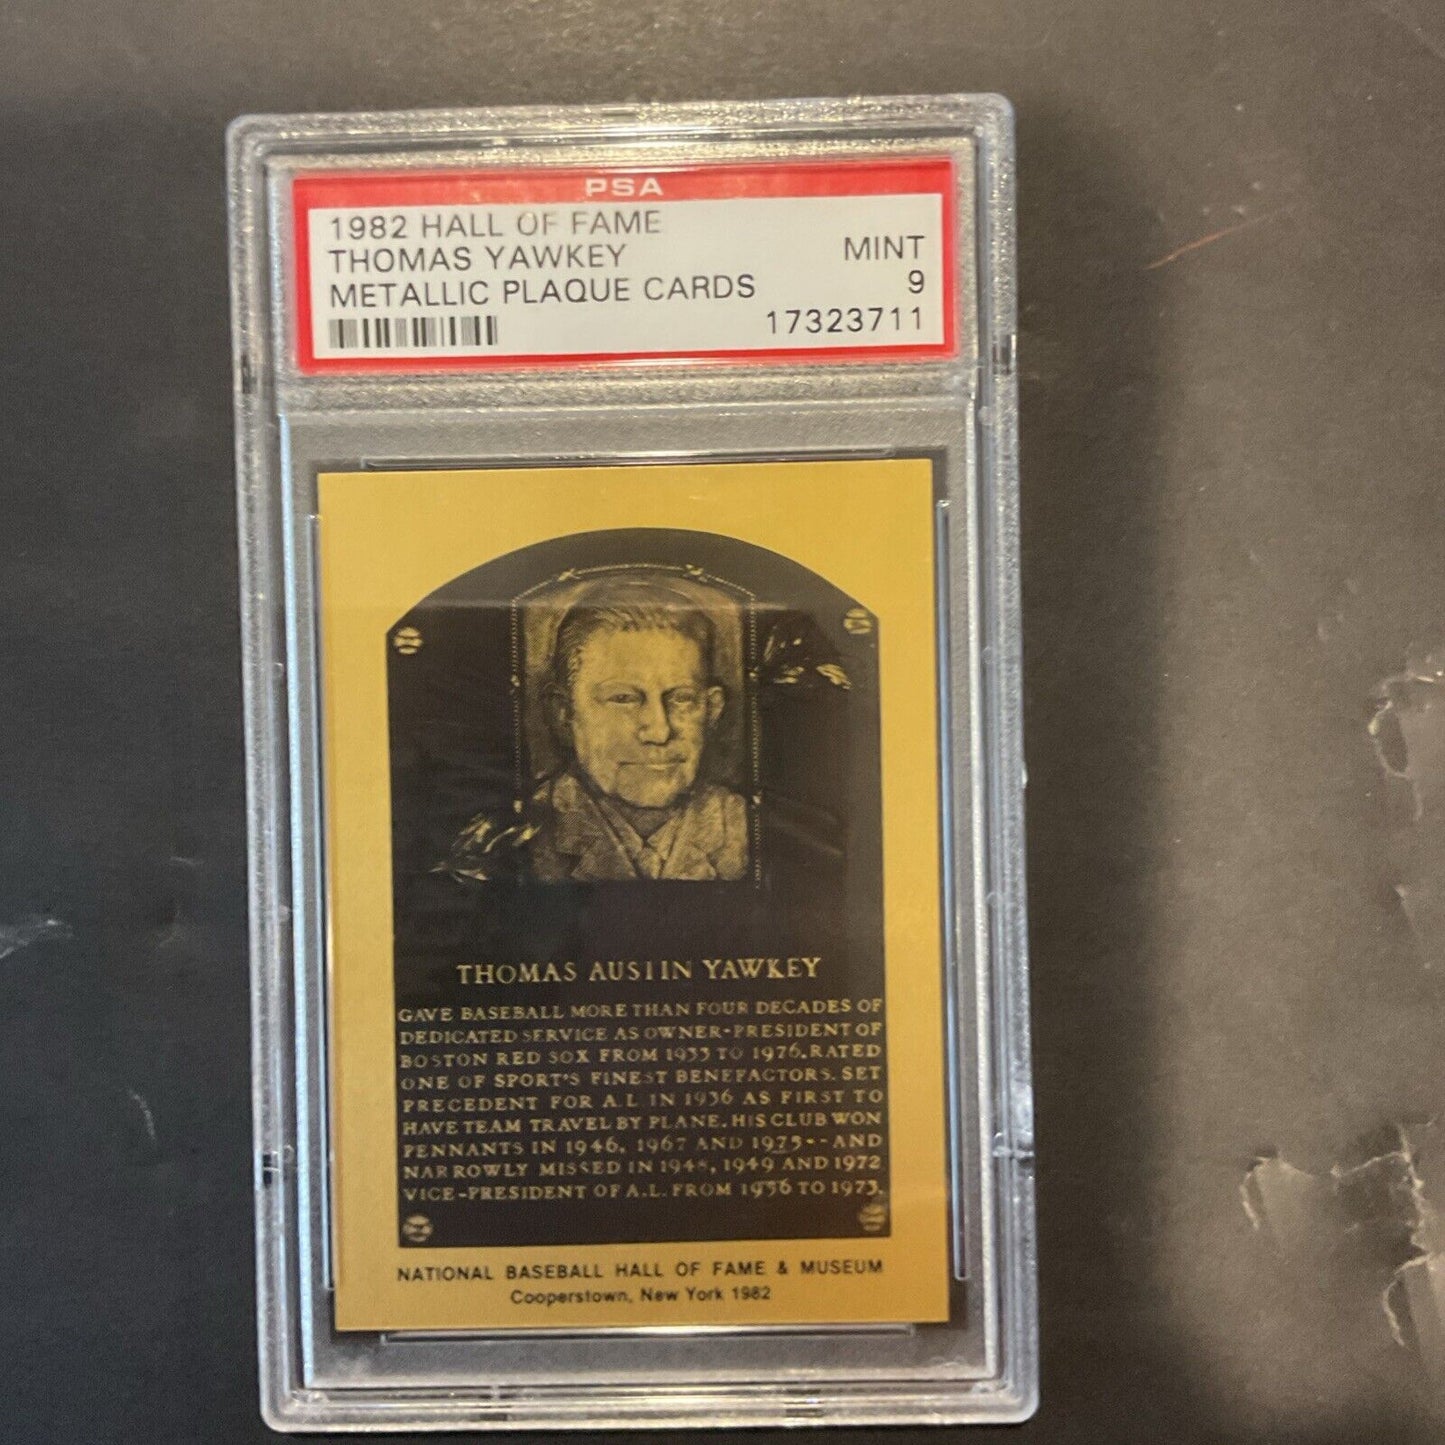 PSA
1982 HALL OF FAME
THOMAS YAWKEY
METALLIC PLAQUE CARDS
MINT
9
17323711
THOMAS AUSTIN YAWKEY
GAVE BASEBALL MORE THAN FOUR DECADES OF
DEDICATED SERVICE AS OWNER-PRESIDENT OF
BOSTON RED SOX FROM 1933 TO 1976. RATED
ONE OF SPORT'S FINEST BENEFACTORS. SET
PRECEDENT FOR A.L IN 1936 AS FIRST TO
HAVE TEAM TRAVEL BY PLANE. HIS CLUB WON
PENNANTS IN 1946, 1967 AND 1975--AND
NARROWLY MISSED IN 1948, 1949 AND 1972
VICE-PRESIDENT OF A.L. FROM 1956 TO 1973.
NATIONAL BASEBALL HALL OF FAME & MUSEUM
Cooperstown, New York 1982